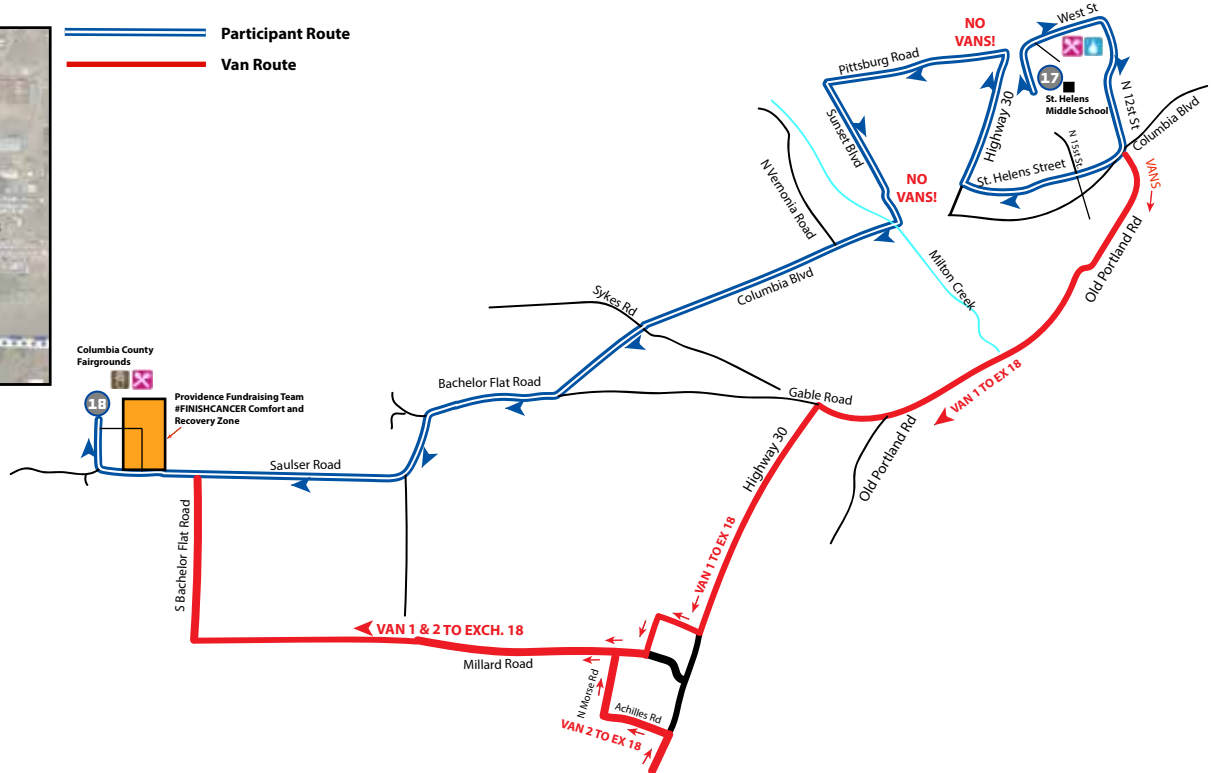 Participant Route
Van Route
NO
VANS!
West St
Pittsburg Road
17
St. Helens
Middle School
N 12st St
Columbia Blvd
Highway 30
Sunset Blvd
N 15st St.
St. Helens Street
NO
VANS!
VANS
N Vernonia Road
Old Portland Rd
Milton Creek
Columbia Blvd
Sykes Rd
Columbia County
Fairgrounds
18
Providence Fundraising Team
#FINISHCANCER Comfort and
Recovery Zone
Bachelor Flat Road
Gable Road
VAN 1 TO EX 18
Old Portland Rd
Highway 30
Saulser Road
S Bachelor Flat Road
VAN 1 TO EX 18
VAN 1 & 2 TO EXCH. 18
Millard Road
N Morse Rd
Achilles Rd
VAN 2 TO EX 18